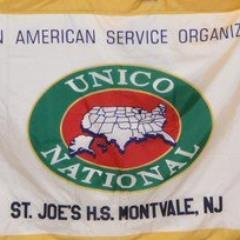 N AMERICAN SERVICE ORGANIZ
UNICO
NATIONAL
ST. JOE'S H.S. MONTVALE, NJ